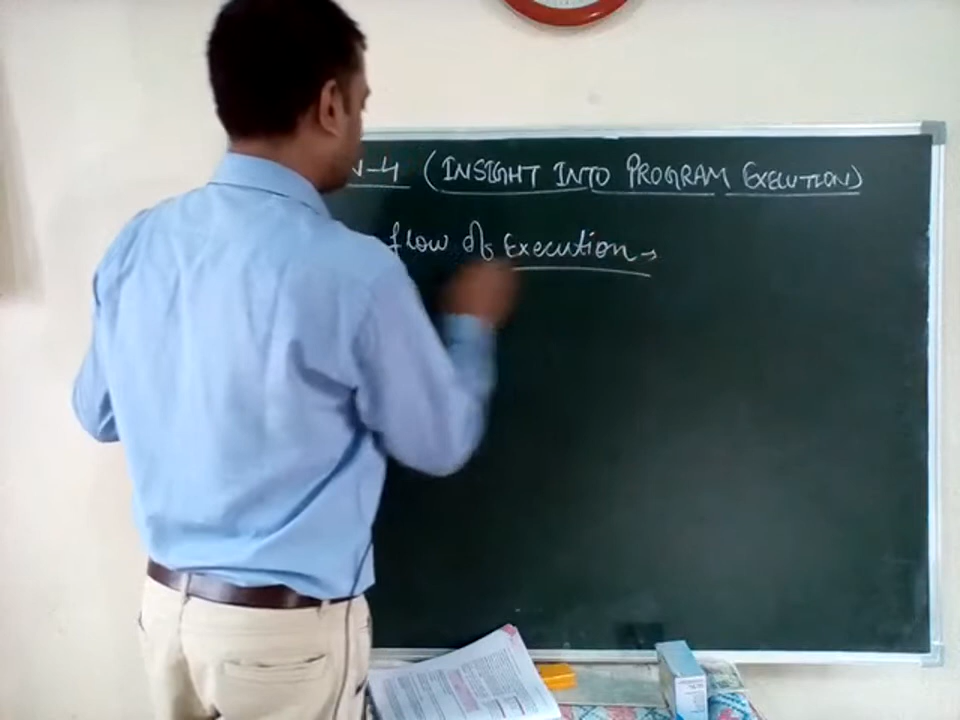 -4 (INSIGHT INTO PROGRAM EXECUTION)
flow of Execution →